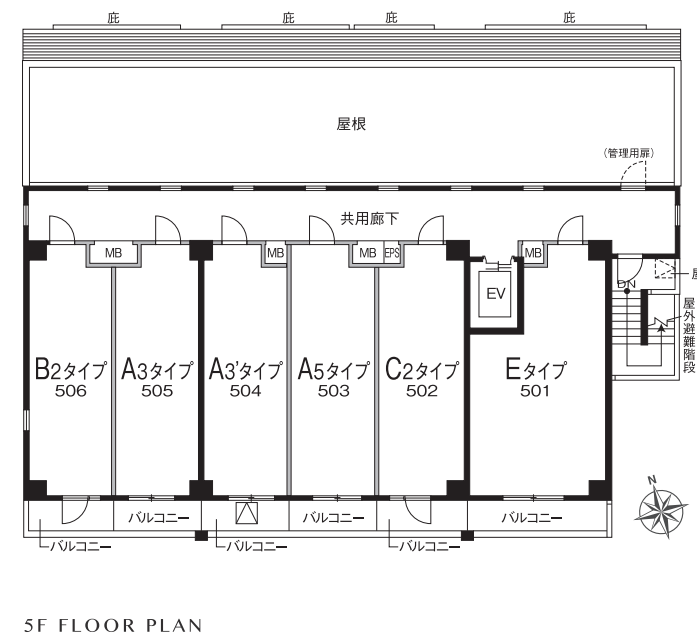 庇
庇
庇
庇
屋根
(管理用扉)
共用廊下
MB
MB
MB
EPS
MB
EV
DN
屋外避難階段
B2タイプ
506
A3タイプ
505
A3'タイプ
504
A5タイプ
503
C2タイプ
502
Eタイプ
501
バルコニー
バルコニー
バルコニー
バルコニー
バルコニー
バルコニー
N
5F FLOOR PLAN